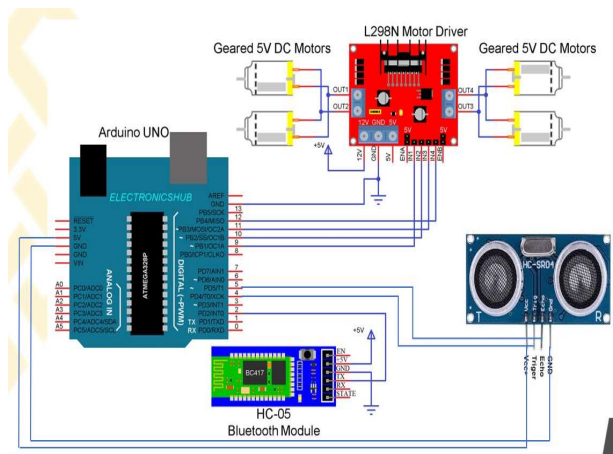 L298N Motor Driver
Geared 5V DC Motors
Geared 5V DC Motors
OUT1
OUT2
OUT4
OUT3
12V GND 5V
5V
5V
+5V
12V
GND
5V
ENA
IN1
IN2
IN3
IN4
ENB
Arduino UNO
ELECTRONICSHUB
AREF
GND
PB5/SCK 13
PB4/MISO 12
~PB3/MOSI/OC2A 11
~PB2/SS/OC1B 10
~PB1/OC1A 9
PB0/ICP1/CLKO 8
RESET
3.3V
5V
GND
GND
VIN
ATMEGA328P
DIGITAL (~PWM)
ANALOG IN
PD7/AIN1 7
~PD6/AIN0 6
~PD5/T1 5
PD4/T0/XCK 4
~PD3/INT1 3
PD2/INT0 2
TX PD1/TXD 1
RX PD0/RXD 0
A0 PC0/ADC0
A1 PC1/ADC1
A2 PC2/ADC2
A3 PC3/ADC3
A4 PC4/ADC4/SDA
A5 PC5/ADC5/SCL
HC-SR04
T
R
Vcc
Trig
Echo
Gnd
Vcc+
Triger
Echo
GND
+5V
BC417
EN
+5V
GND
TX
RX
STATE
HC-05
Bluetooth Module